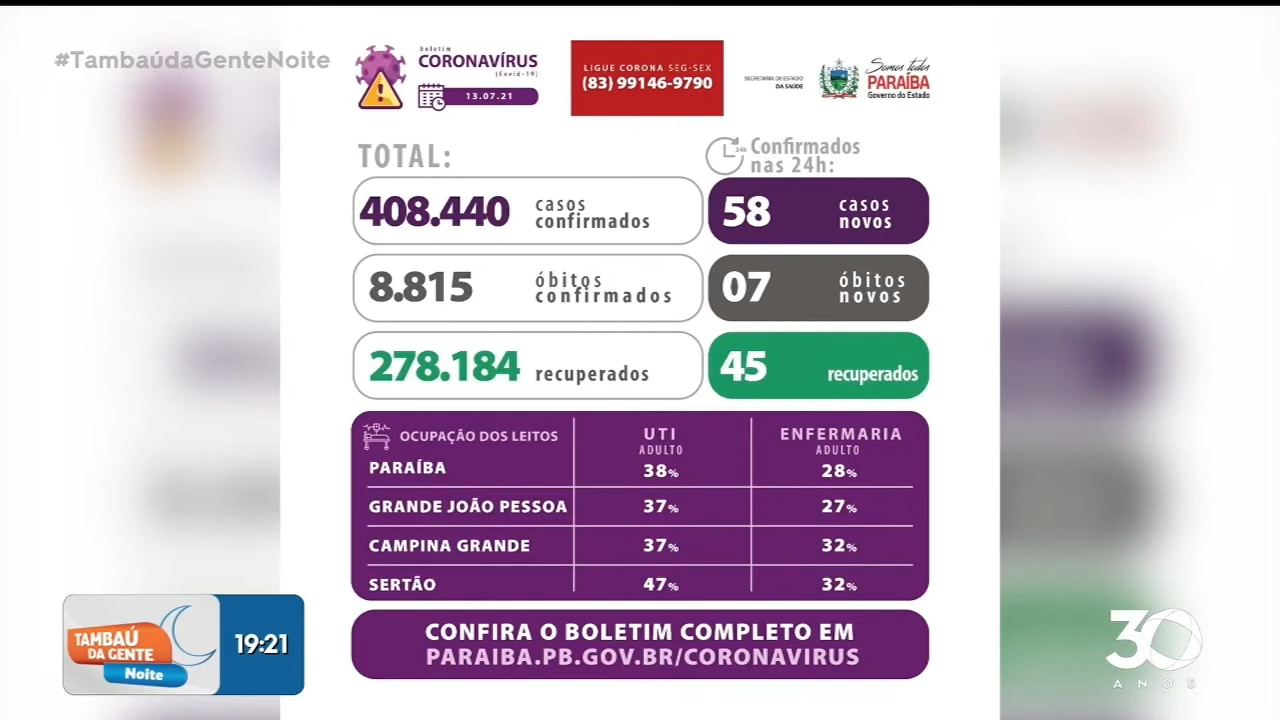 #TambaúdaGenteNoite
boletim
CORONAVÍRUS
(Covid-19)
13.07.21
LIGUE CORONA SEG-SEX
(83) 99146-9790
SECRETARIA DE ESTADO
DA SAÚDE
Somos todos
PARAÍBA
Governo do Estado
TOTAL:
24h
Confirmados
nas 24h:
408.440 casos
confirmados
58 casos
novos
8.815 óbitos
confirmados
07 óbitos
novos
278.184 recuperados
45 recuperados
OCUPAÇÃO DOS LEITOS UTI ENFERMARIA
ADULTO ADULTO
PARAÍBA 38% 28%
GRANDE JOÃO PESSOA 37% 27%
CAMPINA GRANDE 37% 32%
SERTÃO 47% 32%
CONFIRA O BOLETIM COMPLETO EM
PARAIBA.PB.GOV.BR/CORONAVIRUS
TAMBAÚ
DA GENTE
Noite
19:21
30
ANOS